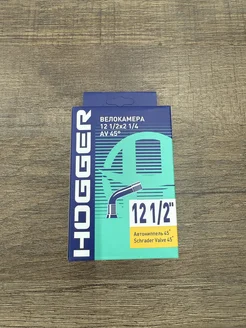 ВЕЛОКАМЕРА
12 1/2x2 1/4
AV 45°
HOGGER
12 1/2"
Автониппель 45°
Schrader Valve 45°